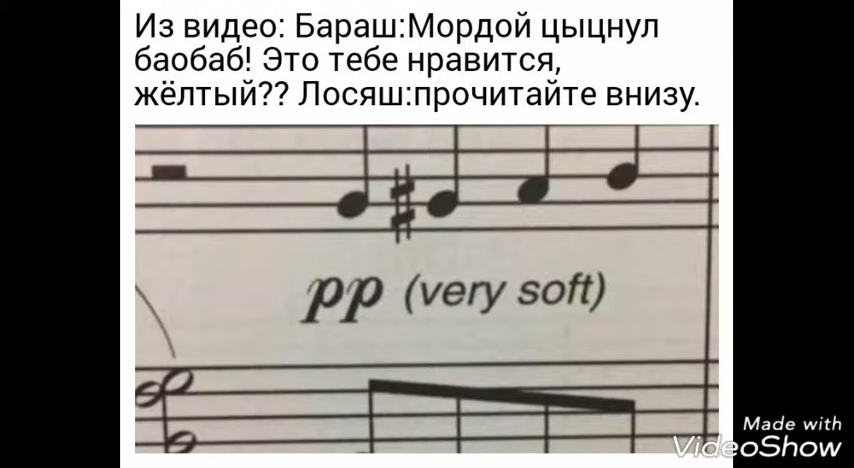 Из видео: Бараш:Мордой цыцнул
баобаб! Это тебе нравится,
жёлтый?? Лосяш:прочитайте внизу.
pp (very soft)
Made with
VideoShow